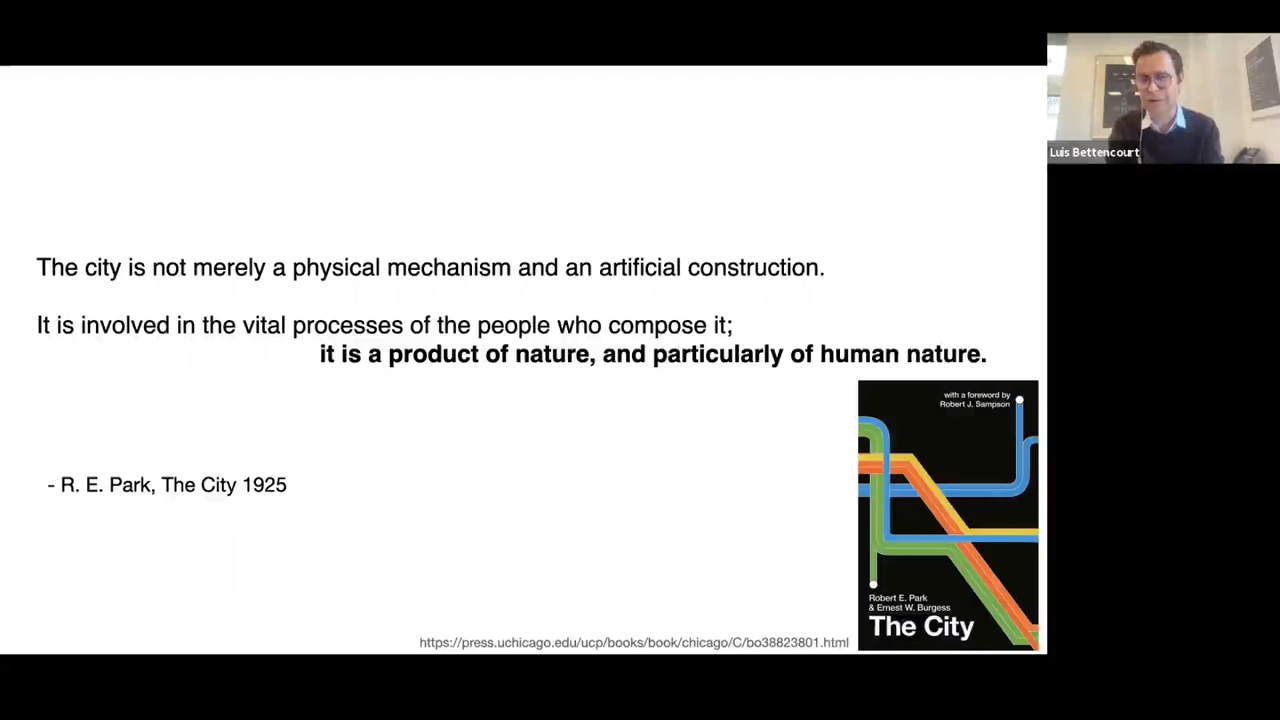 Luis Bettencourt
The city is not merely a physical mechanism and an artificial construction.
It is involved in the vital processes of the people who compose it;
it is a product of nature, and particularly of human nature.
- R. E. Park, The City 1925
with a foreword by
Robert J. Sampson
Robert E. Park
& Ernest W. Burgess
The City
https://press.uchicago.edu/ucp/books/book/chicago/C/bo38823801.html